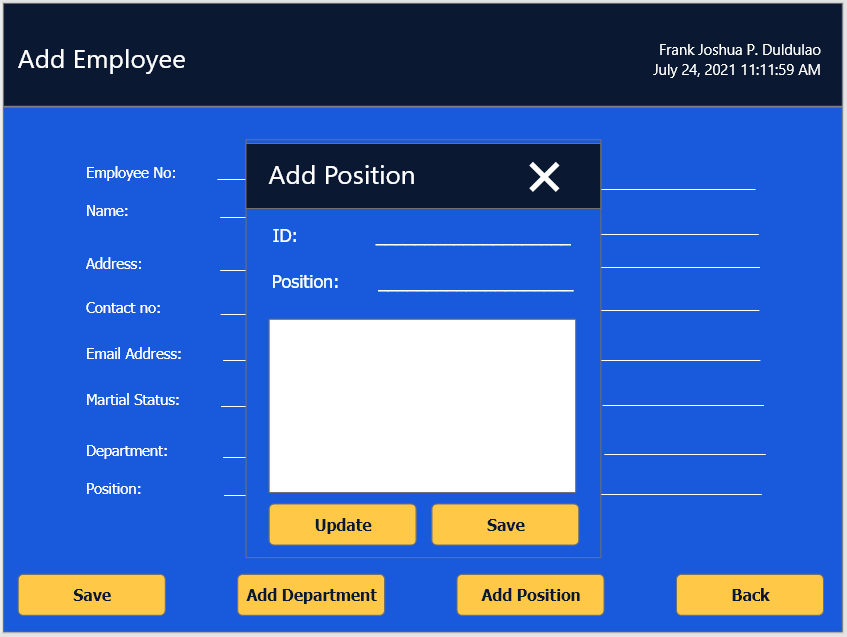 Add Employee
Frank Joshua P. Duldulao
July 24, 2021 11:11:59 AM
Employee No:
Name:
Address:
Contact no:
Email Address:
Martial Status:
Department:
Position:
Add Position
ID:
Position:
Update
Save
Save
Add Department
Add Position
Back